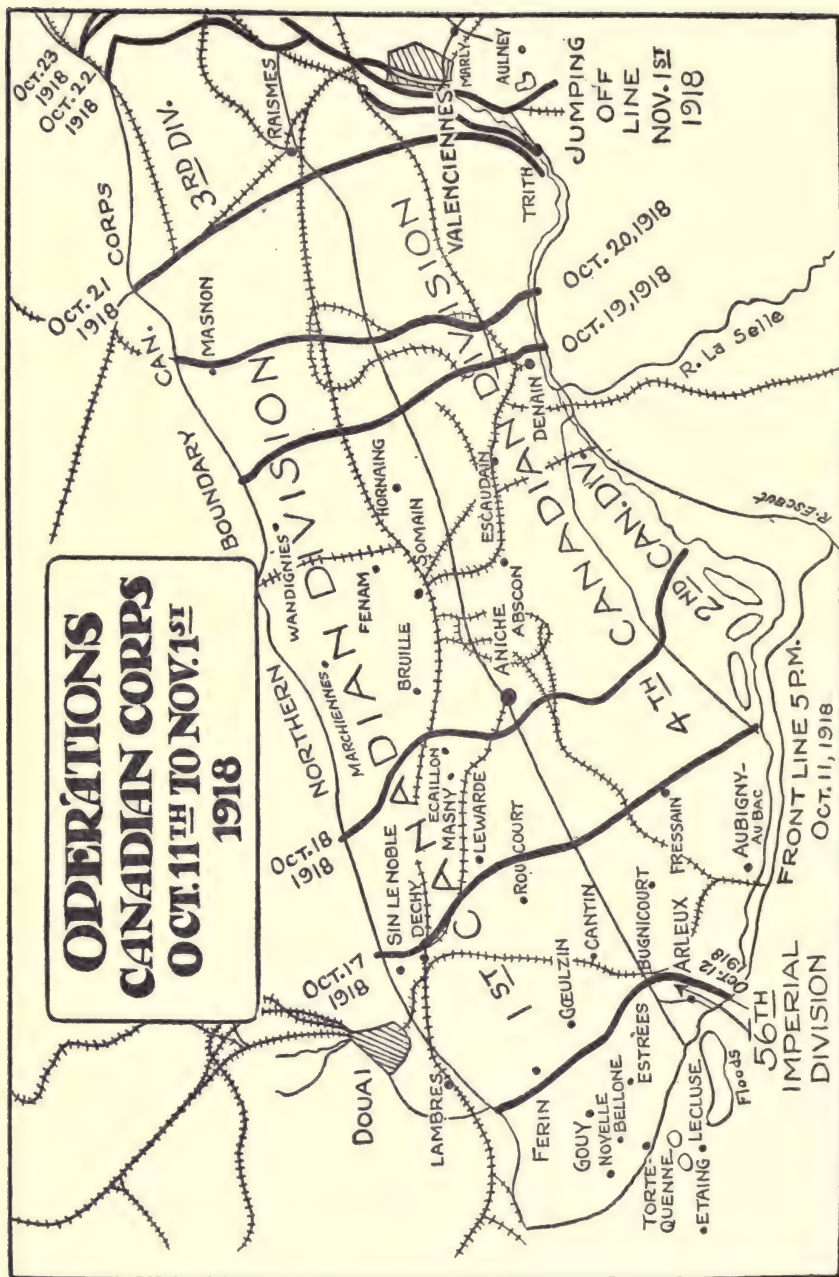 OPERATIONS
CANADIAN CORPS
OCT. 11TH TO NOV. 1ST
1918
OCT. 23
1918
OCT. 22
1918
3RD DIV.
RAISMES
VALENCIENNES
MARLY
AULNEY
JUMPING
OFF
LINE
NOV. 1ST
1918
TRITH
OCT. 21
1918
NORTHERN BOUNDARY CAN. CORPS
MASNON
OCT. 20, 1918
OCT. 19, 1918
R. La Selle
DENAIN
WANDIGNIES
HORNAING
SOMAIN
ESCAUDAIN
MARCHIENNES
FENAM
BRUILLE
ANICHE
ABSCON
1ST CANADIAN DIVISION
4TH CANADIAN DIVISION
2ND CAN. DIV.
R. Escaut
OCT. 18
1918
ECAILLON
MASNY
LEWARDE
SIN LE NOBLE
DECHY
ROUCOURT
OCT. 17
1918
DOUAI
LAMBRES
FERIN
GŒULZIN
CANTIN
BUGNICOURT
FRESSAIN
AUBIGNY-
AU BAC
ARLEUX
OCT. 12
1918
FRONT LINE 5 P.M.
OCT. 11, 1918
GOUY
NOYELLE
BELLONE
ESTRÉES
TORTE-
QUENNE
ETAING
LECLUSE
Floods
56TH
IMPERIAL
DIVISION